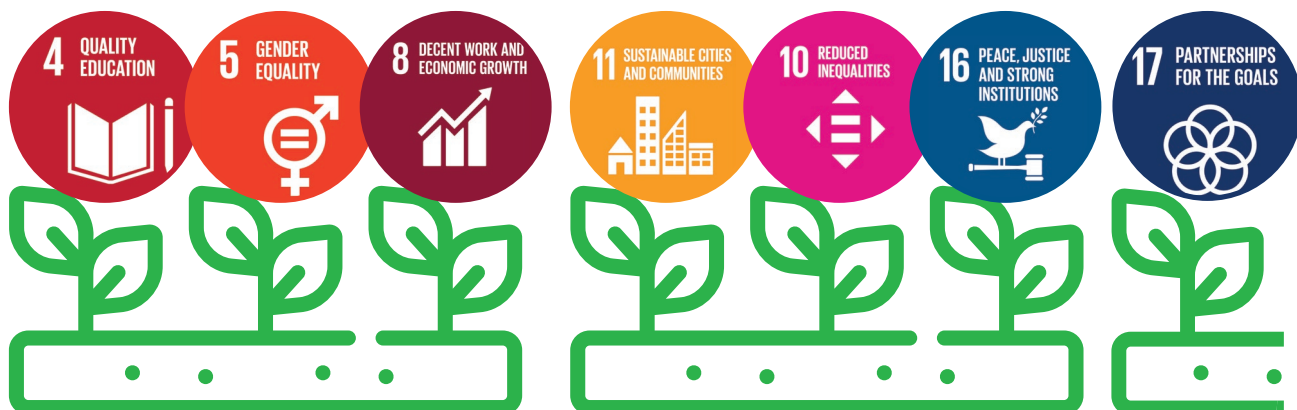 4 QUALITY
EDUCATION
5 GENDER
EQUALITY
8 DECENT WORK AND
ECONOMIC GROWTH
11 SUSTAINABLE CITIES
AND COMMUNITIES
10 REDUCED
INEQUALITIES
16 PEACE, JUSTICE
AND STRONG
INSTITUTIONS
17 PARTNERSHIPS
FOR THE GOALS